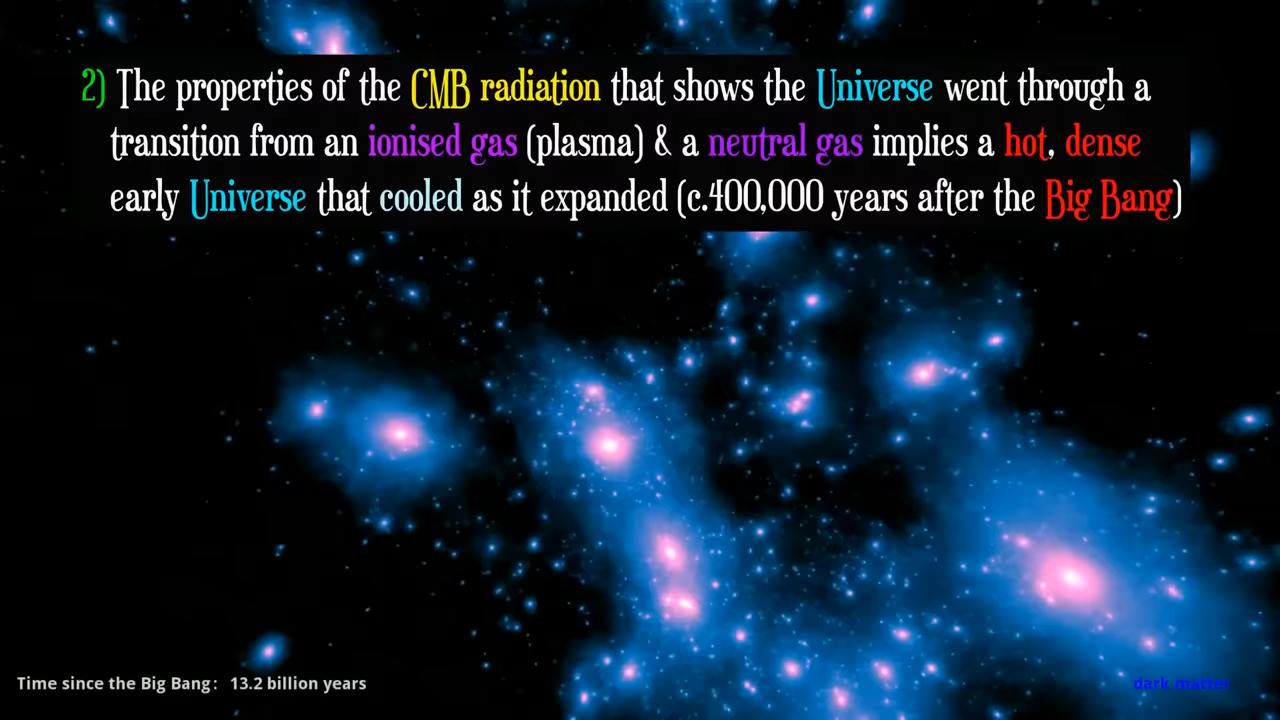 2) The properties of the CMB radiation that shows the Universe went through a
transition from an ionised gas (plasma) & a neutral gas implies a hot, dense
early Universe that cooled as it expanded (c.400,000 years after the Big Bang)
Time since the Big Bang: 13.2 billion years
dark matter